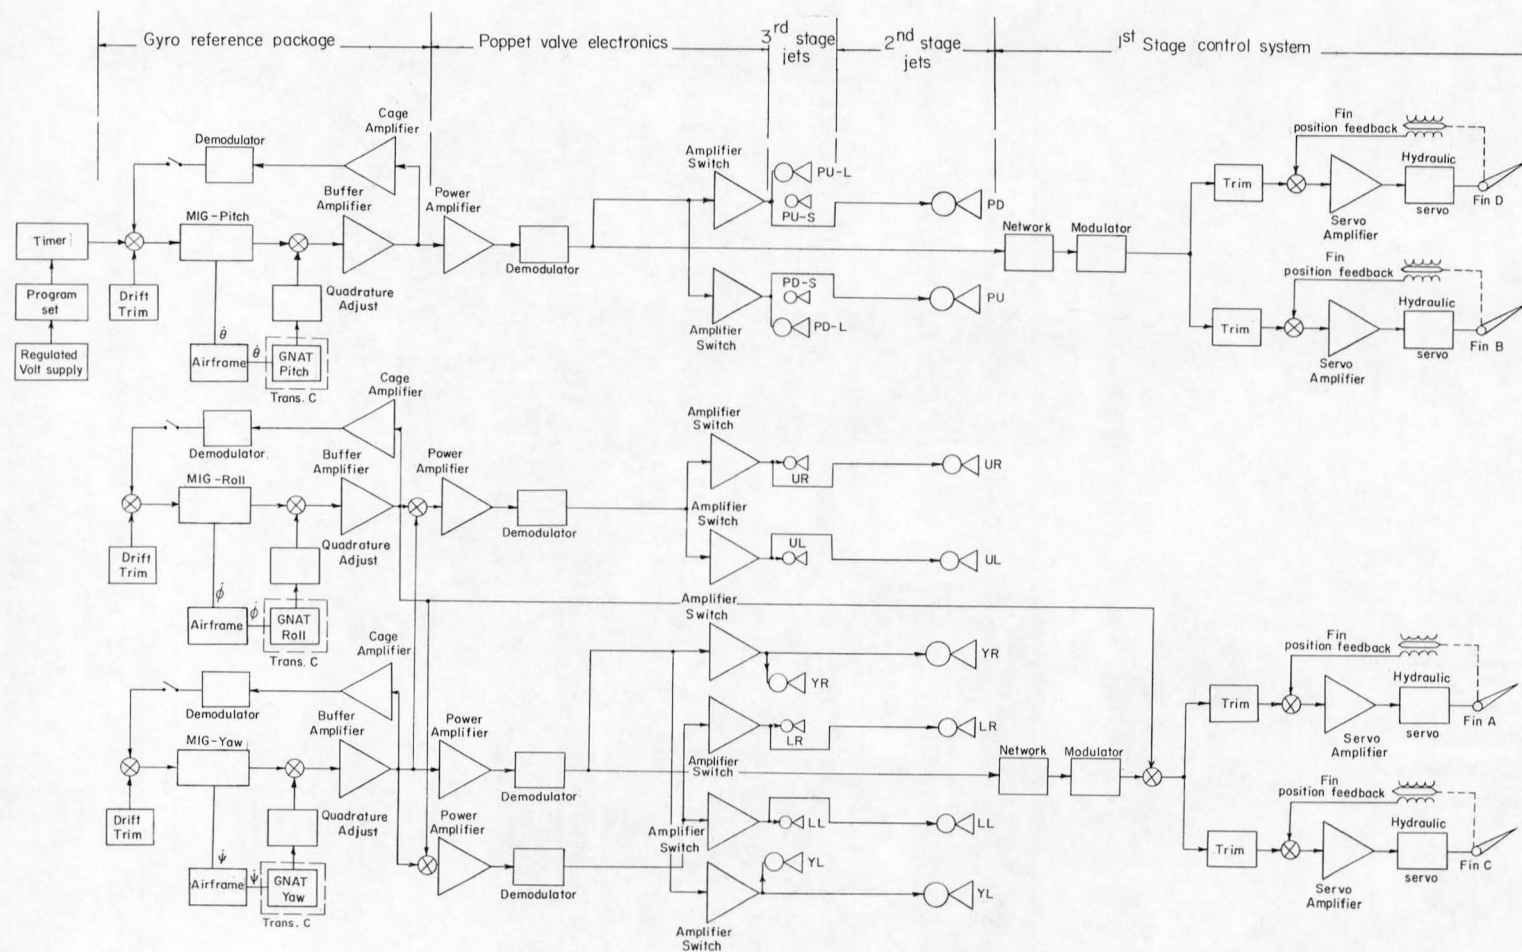 Gyro reference package
Poppet valve electronics
3rd stage
jets
2nd stage
jets
1st Stage control system
Cage
Amplifier
Demodulator
MIG-Pitch
Buffer
Amplifier
Power
Amplifier
Demodulator
Timer
Program
set
Regulated
Volt supply
Drift
Trim
Quadrature
Adjust
θ̇
Airframe
θ̇
GNAT
Pitch
Trans. C
Amplifier
Switch
PU-L
PU-S
PD
PD-S
PD-L
PU
Amplifier
Switch
Network
Modulator
Trim
Fin
position feedback
Servo
Amplifier
Hydraulic
servo
Fin D
Trim
Fin
position feedback
Servo
Amplifier
Hydraulic
servo
Fin B
Cage
Amplifier
Demodulator
MIG-Roll
Buffer
Amplifier
Power
Amplifier
Demodulator
Drift
Trim
Quadrature
Adjust
ϕ̇
Airframe
ϕ̇
GNAT
Roll
Trans. C
Amplifier
Switch
UR
UR
Amplifier
Switch
UL
UL
Cage
Amplifier
Demodulator
MIG-Yaw
Buffer
Amplifier
Power
Amplifier
Demodulator
Drift
Trim
Quadrature
Adjust
Power
Amplifier
Demodulator
ψ̇
Airframe
ψ̇
GNAT
Yaw
Trans. C
Amplifier
Switch
YR
YR
LR
LR
Amplifier
Switch
LL
LL
Amplifier
Switch
YL
YL
Amplifier
Switch
Network
Modulator
Trim
Fin
position feedback
Servo
Amplifier
Hydraulic
servo
Fin A
Trim
Fin
position feedback
Servo
Amplifier
Hydraulic
servo
Fin C